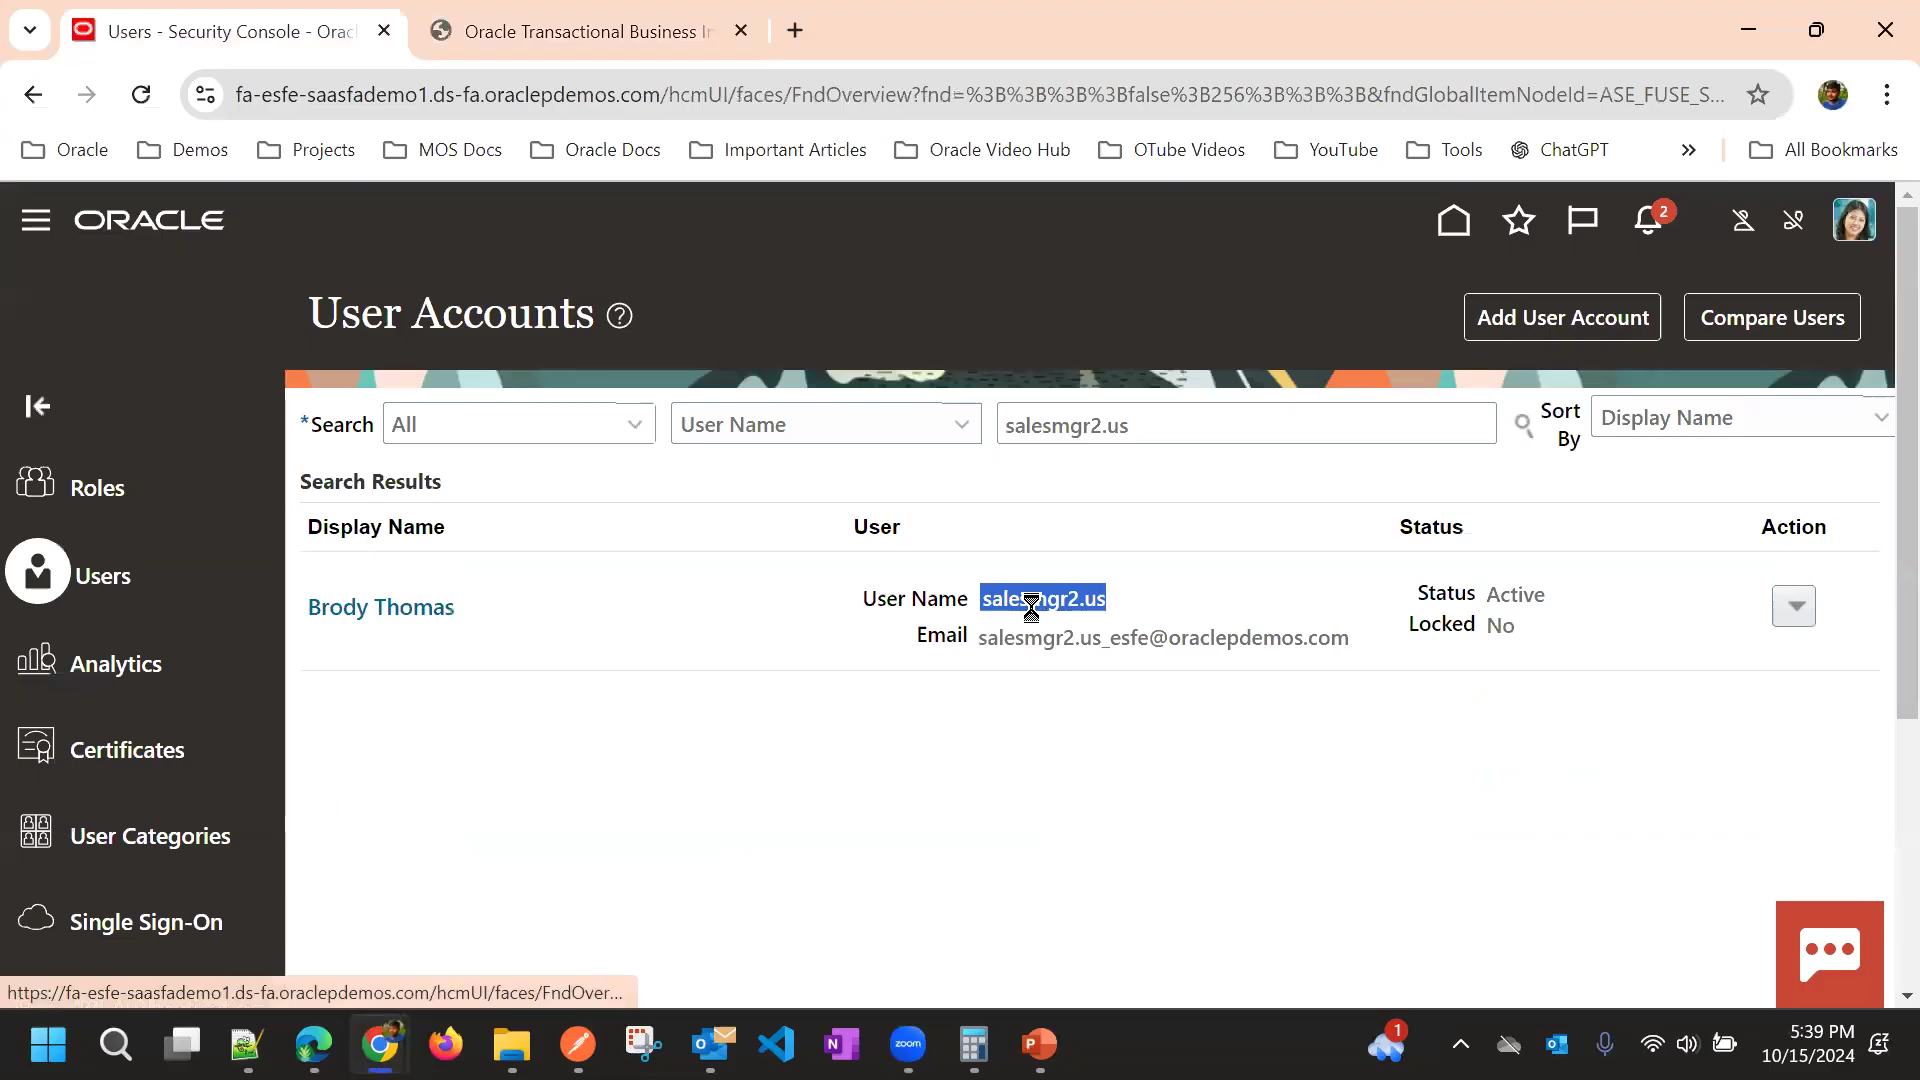 Users - Security Console - Orac
Oracle Transactional Business In
fa-esfe-saasfademo1.ds-fa.oraclepdemos.com/hcmUI/faces/FndOverview?fnd=%3B%3B%3B%3Bfalse%3B256%3B%3B%3B&fndGlobalItemNodeId=ASE_FUSE_S...
Oracle
Demos
Projects
MOS Docs
Oracle Docs
Important Articles
Oracle Video Hub
OTube Videos
YouTube
Tools
ChatGPT
All Bookmarks
ORACLE
2
User Accounts
Add User Account
Compare Users
*Search
All
User Name
salesmgr2.us
Sort By
Display Name
Search Results
Display Name
User
Status
Action
Brody Thomas
User Name salesmgr2.us
Email salesmgr2.us_esfe@oraclepdemos.com
Status Active
Locked No
Roles
Users
Analytics
Certificates
User Categories
Single Sign-On
https://fa-esfe-saasfademo1.ds-fa.oraclepdemos.com/hcmUI/faces/FndOver...
zoom
1
5:39 PM
10/15/2024